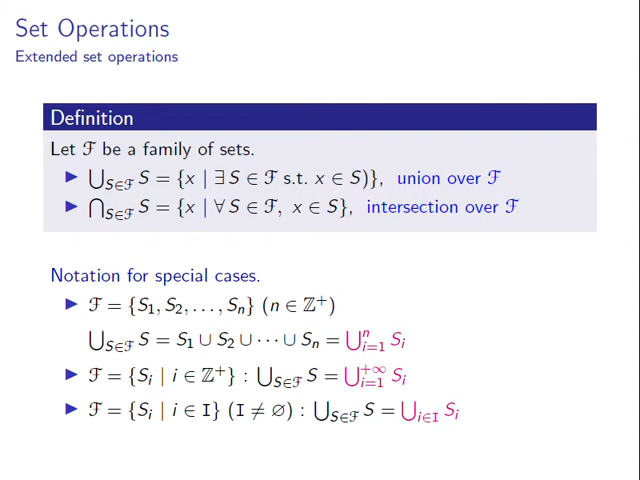 Set Operations
Extended set operations
Definition
Let ℱ be a family of sets.
▶ ⋃_{S∈ℱ} S = {x | ∃ S ∈ ℱ s.t. x ∈ S)}, union over ℱ
▶ ⋂_{S∈ℱ} S = {x | ∀ S ∈ ℱ, x ∈ S}, intersection over ℱ
Notation for special cases.
▶ ℱ = {S₁, S₂, . . . , Sₙ} (n ∈ ℤ⁺)
⋃_{S∈ℱ} S = S₁ ∪ S₂ ∪ ⋯ ∪ Sₙ = ⋃_{i=1}^{n} Sᵢ
▶ ℱ = {Sᵢ | i ∈ ℤ⁺} : ⋃_{S∈ℱ} S = ⋃_{i=1}^{+∞} Sᵢ
▶ ℱ = {Sᵢ | i ∈ I} (I ≠ ∅) : ⋃_{S∈ℱ} S = ⋃_{i∈I} Sᵢ